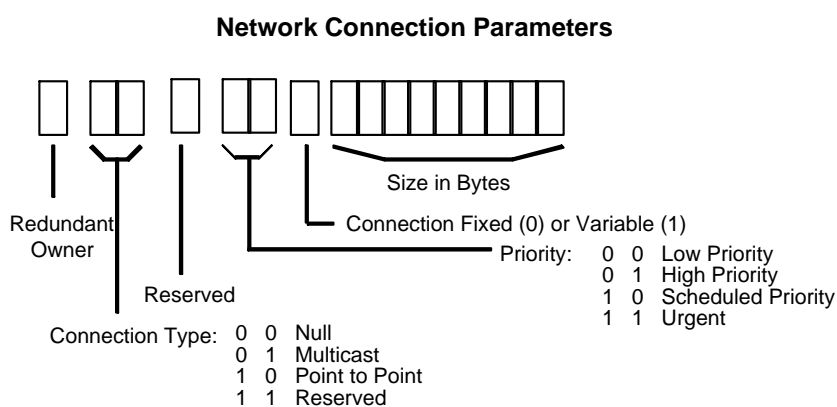 Network Connection Parameters
Size in Bytes
Redundant
Owner
Connection Fixed (0) or Variable (1)
Priority: 0 0 Low Priority
0 1 High Priority
1 0 Scheduled Priority
1 1 Urgent
Reserved
Connection Type: 0 0 Null
0 1 Multicast
1 0 Point to Point
1 1 Reserved